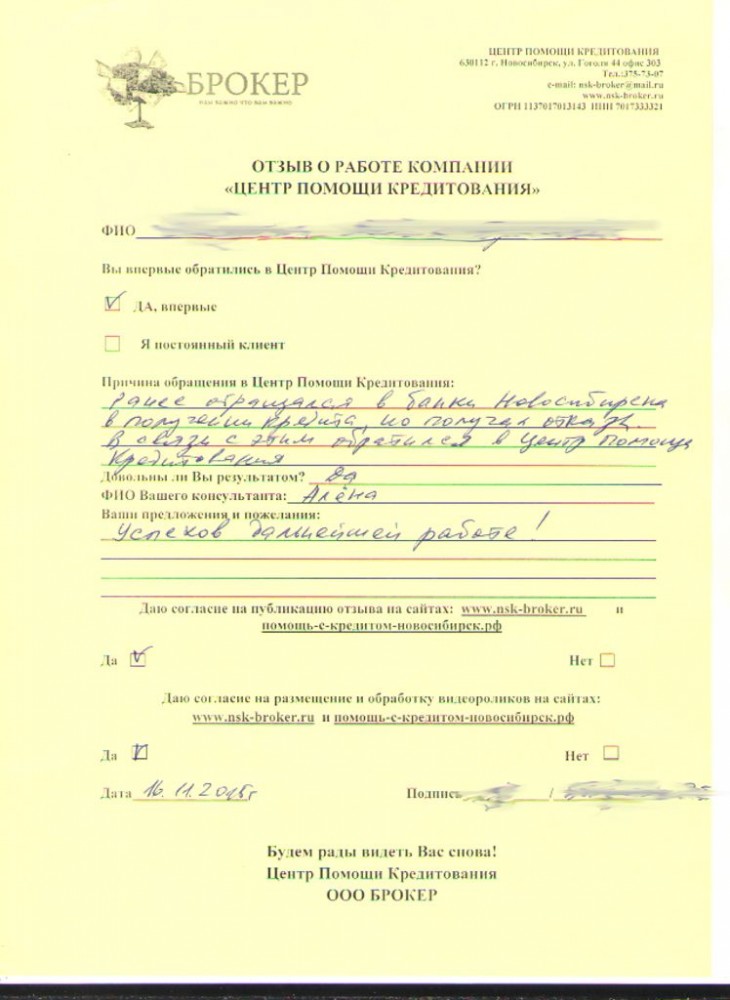 БРОКЕР
НАМ ВАЖНО ЧТО ВАМ ВАЖНО
ЦЕНТР ПОМОЩИ КРЕДИТОВАНИЯ
630112 г. Новосибирск, ул. Гоголя 44 офис 303
Тел.:375-73-07
e-mail: nsk-broker@mail.ru
www.nsk-broker.ru
ОГРН 1137017013143 ИНН 7017333321
ОТЗЫВ О РАБОТЕ КОМПАНИИ
«ЦЕНТР ПОМОЩИ КРЕДИТОВАНИЯ»
ФИО
Вы впервые обратились в Центр Помощи Кредитования?
ДА, впервые
Я постоянный клиент
Причина обращения в Центр Помощи Кредитования:
Ранее обращался в банки Новосибирска
в получении кредита, но получал отказы.
В связи с этим обратился в Центр Помощи
Кредитования
Довольны ли Вы результатом? Да
ФИО Вашего консультанта: Алёна
Ваши предложения и пожелания:
Успехов дальнейшей работе!
Даю согласие на публикацию отзыва на сайтах: www.nsk-broker.ru и
помощь-с-кредитом-новосибирск.рф
Да Нет
Даю согласие на размещение и обработку видеороликов на сайтах:
www.nsk-broker.ru и помощь-с-кредитом-новосибирск.рф
Да Нет
Дата 16.11.2015г Подпись /
Будем рады видеть Вас снова!
Центр Помощи Кредитования
ООО БРОКЕР